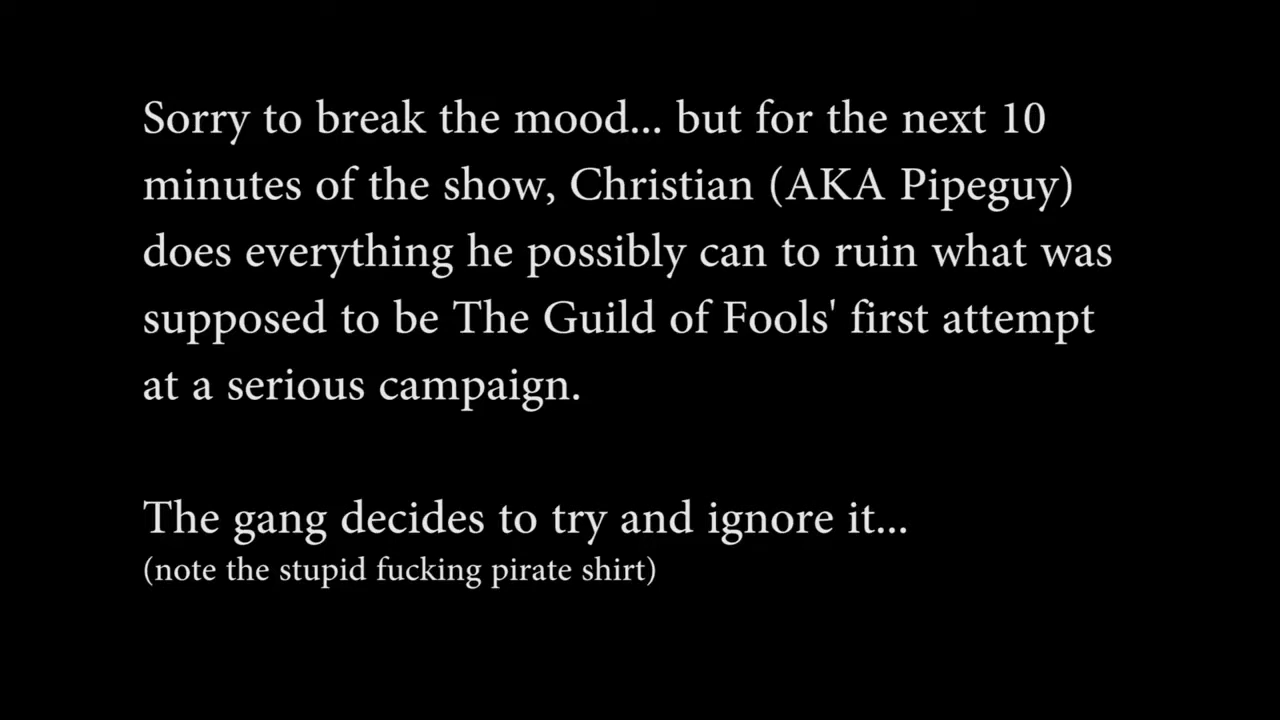 Sorry to break the mood... but for the next 10
minutes of the show, Christian (AKA Pipeguy)
does everything he possibly can to ruin what was
supposed to be The Guild of Fools' first attempt
at a serious campaign.
The gang decides to try and ignore it...
(note the stupid fucking pirate shirt)